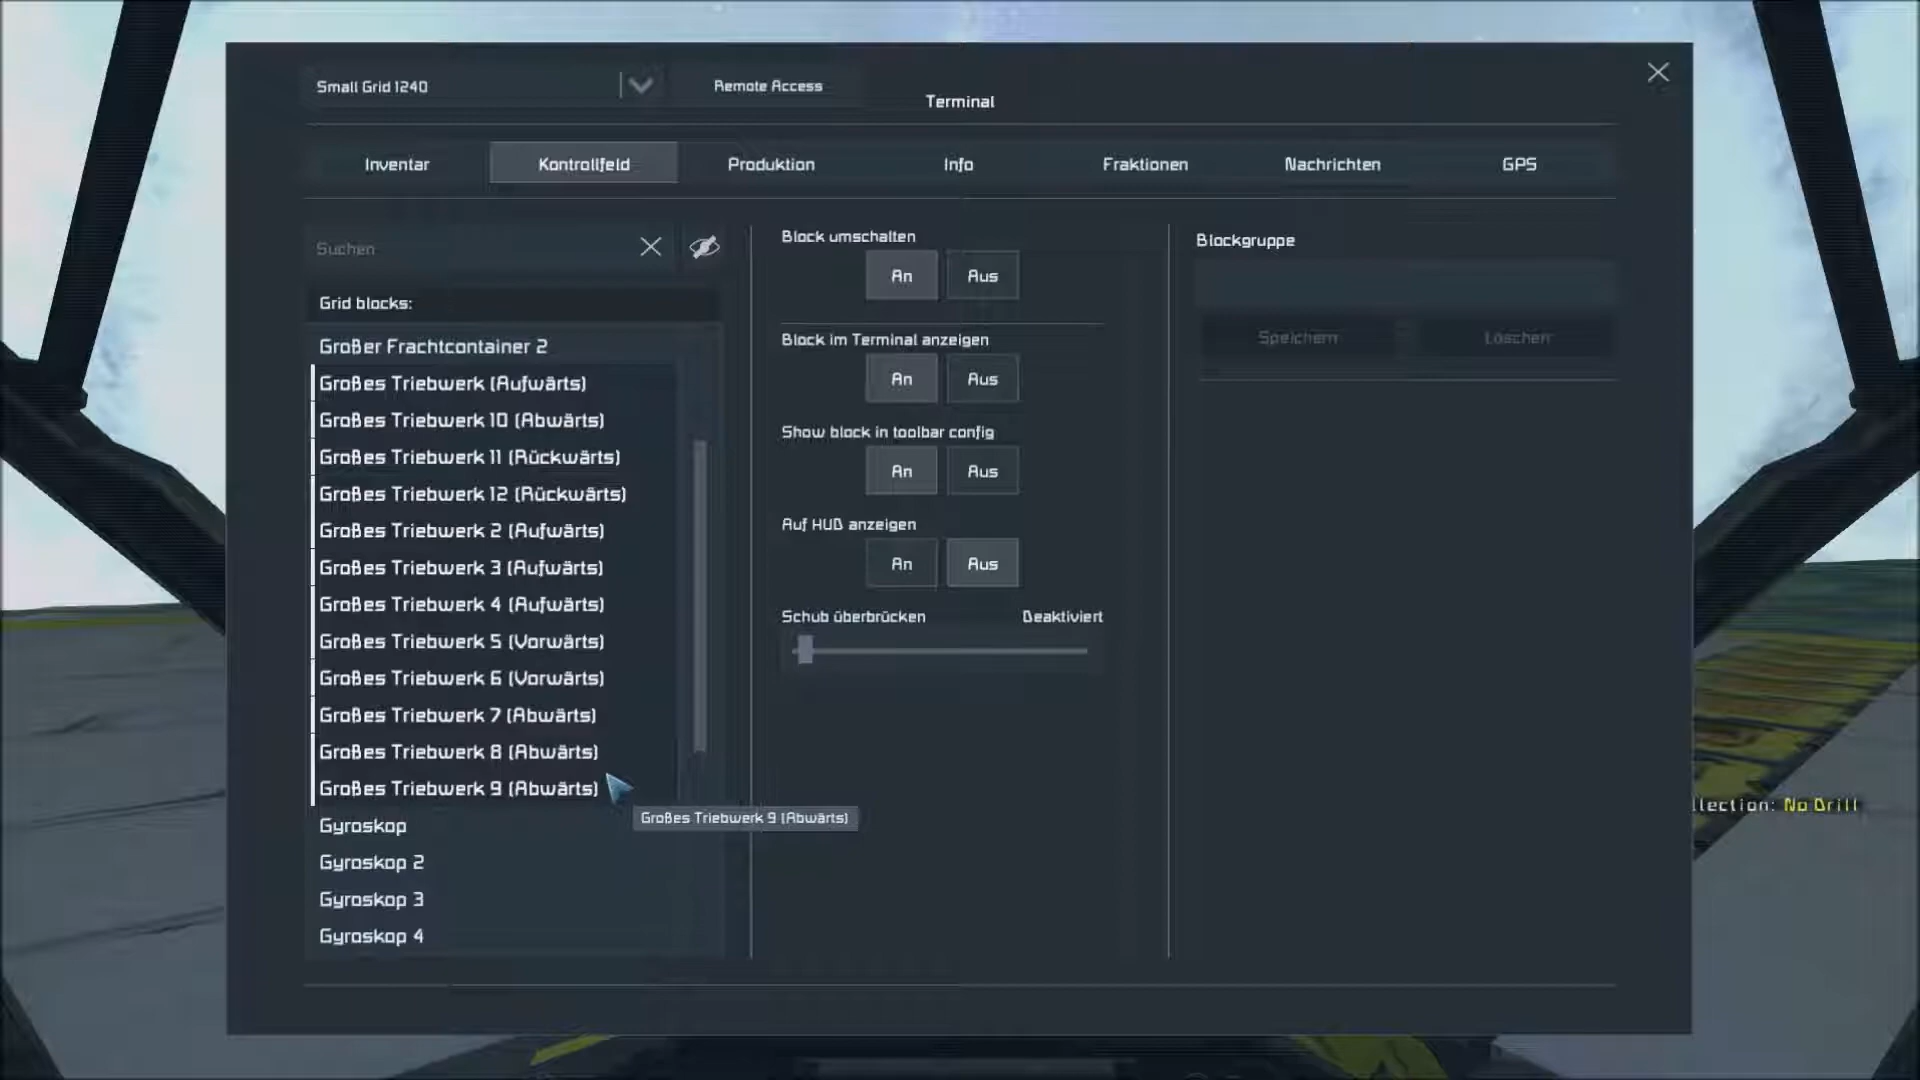 Small Grid 1240
Remote Access
Terminal
Inventar
Kontrollfeld
Produktion
Info
Fraktionen
Nachrichten
GPS
Suchen
Grid blocks:
Großer Frachtcontainer 2
Großes Triebwerk (Aufwärts)
Großes Triebwerk 10 (Abwärts)
Großes Triebwerk 11 (Rückwärts)
Großes Triebwerk 12 (Rückwärts)
Großes Triebwerk 2 (Aufwärts)
Großes Triebwerk 3 (Aufwärts)
Großes Triebwerk 4 (Aufwärts)
Großes Triebwerk 5 (Vorwärts)
Großes Triebwerk 6 (Vorwärts)
Großes Triebwerk 7 (Abwärts)
Großes Triebwerk 8 (Abwärts)
Großes Triebwerk 9 (Abwärts)
Gyroskop
Gyroskop 2
Gyroskop 3
Gyroskop 4
Großes Triebwerk 9 (Abwärts)
Block umschalten
An Aus
Block im Terminal anzeigen
An Aus
Show block in toolbar config
An Aus
Auf HUD anzeigen
An Aus
Schub überbrücken Deaktiviert
Blockgruppe
Speichern Löschen
llection: No Drill